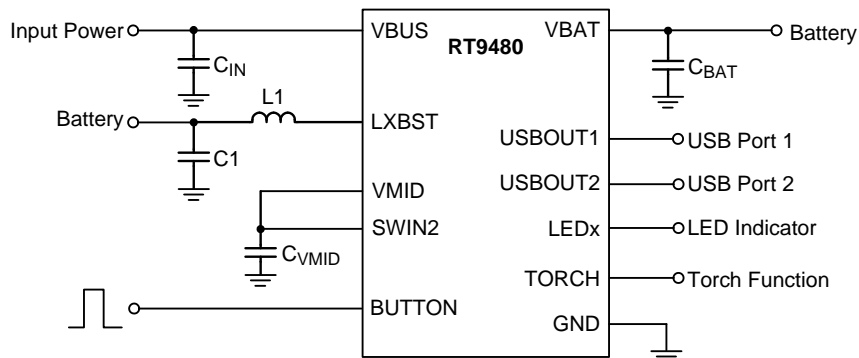 Input Power
VBUS
RT9480
VBAT
Battery
CIN
CBAT
L1
Battery
LXBST
C1
USBOUT1
USB Port 1
VMID
USBOUT2
USB Port 2
SWIN2
LEDx
LED Indicator
CVMID
TORCH
Torch Function
BUTTON
GND